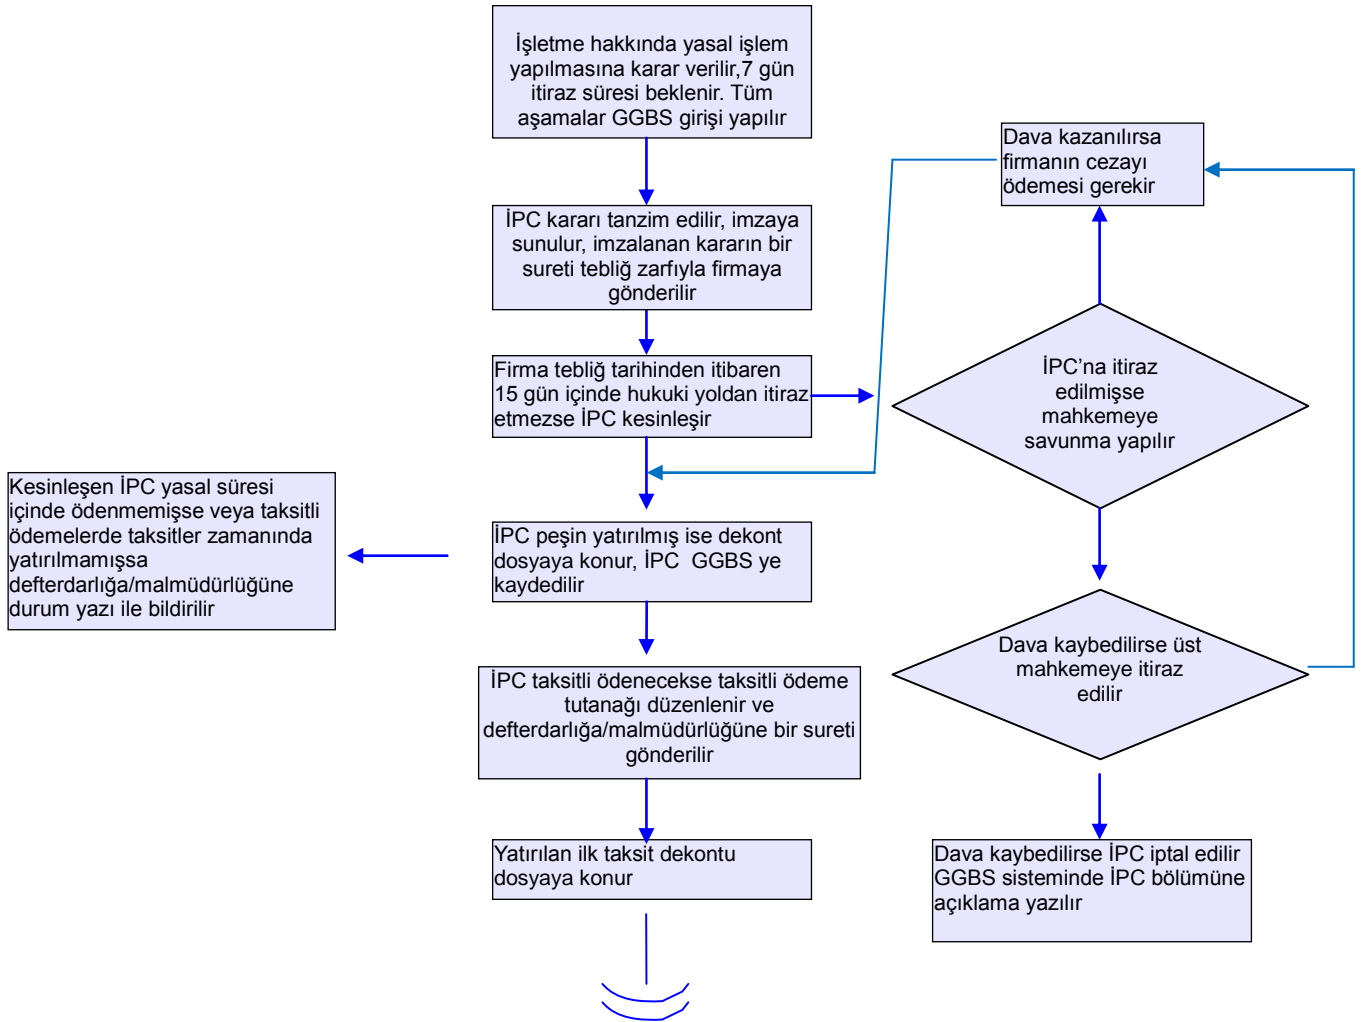 İşletme hakkında yasal işlem
yapılmasına karar verilir,7 gün
itiraz süresi beklenir. Tüm
aşamalar GGBS girişi yapılır
İPC kararı tanzim edilir, imzaya
sunulur, imzalanan kararın bir
sureti tebliğ zarfıyla firmaya
gönderilir
Firma tebliğ tarihinden itibaren
15 gün içinde hukuki yoldan itiraz
etmezse İPC kesinleşir
İPC peşin yatırılmış ise dekont
dosyaya konur, İPC  GGBS ye
kaydedilir
Kesinleşen İPC yasal süresi
içinde ödenmemişse veya taksitli
ödemelerde taksitler zamanında
yatırılmamışsa
defterdarlığa/malmüdürlüğüne
durum yazı ile bildirilir
İPC taksitli ödenecekse taksitli ödeme
tutanağı düzenlenir ve
defterdarlığa/malmüdürlüğüne bir sureti
gönderilir
Yatırılan ilk taksit dekontu
dosyaya konur
Dava kazanılırsa
firmanın cezayı
ödemesi gerekir
İPC’na itiraz
edilmişse
mahkemeye
savunma yapılır
Dava kaybedilirse üst
mahkemeye itiraz
edilir
Dava kaybedilirse İPC iptal edilir
GGBS sisteminde İPC bölümüne
açıklama yazılır